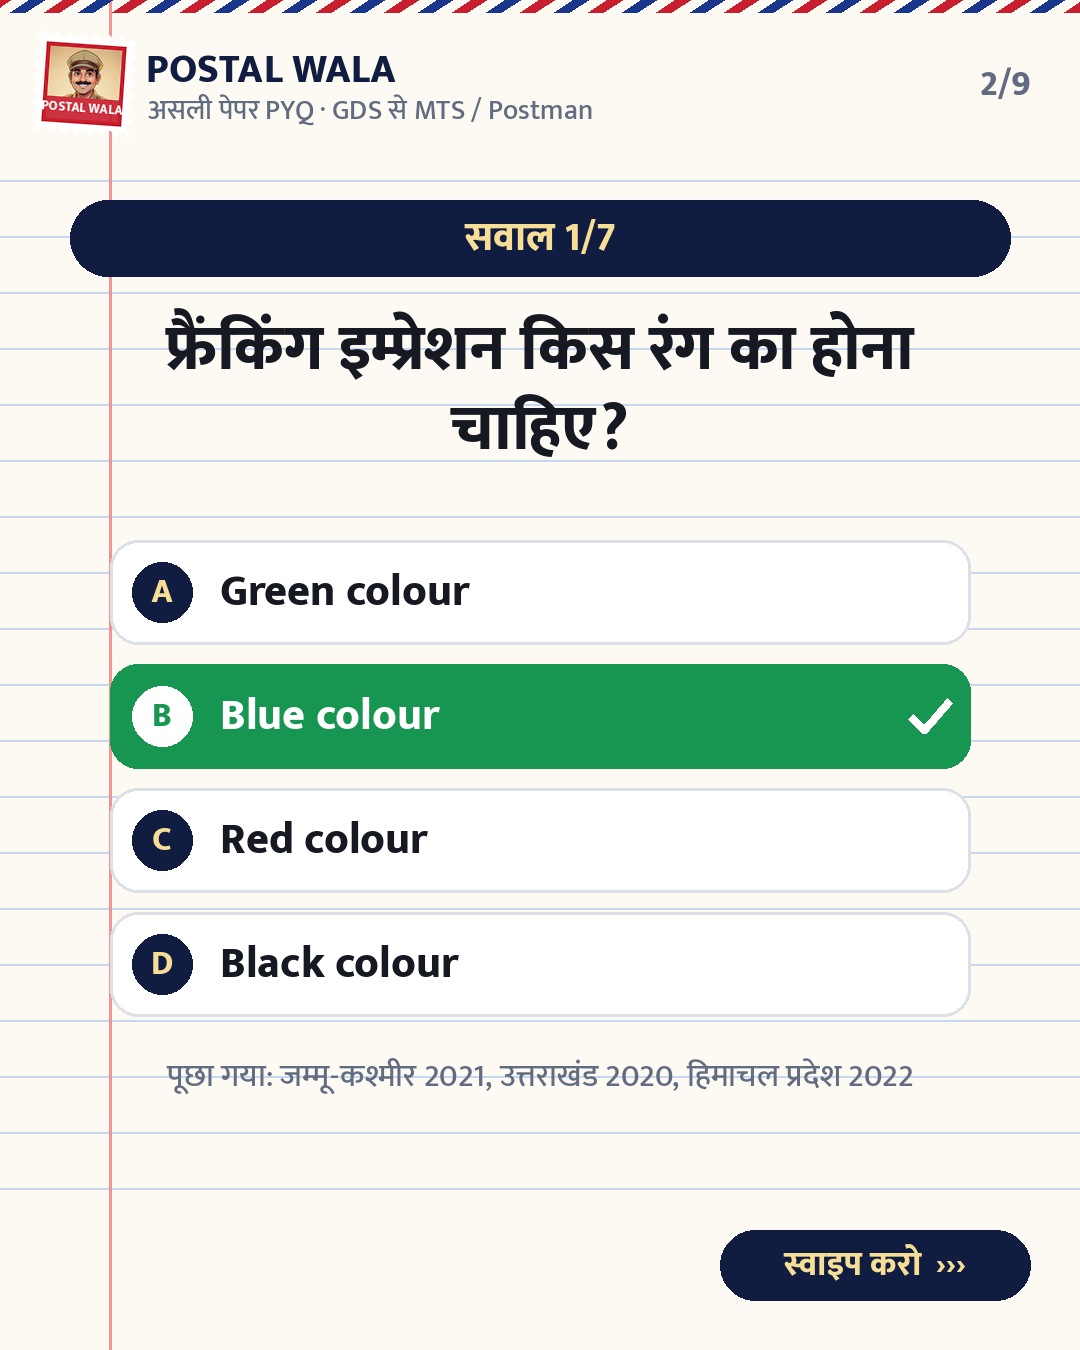 POSTAL WALA
POSTAL WALA
असली पेपर PYQ · GDS से MTS / Postman
2/9
सवाल 1/7
फ्रैंकिंग इम्प्रेशन किस रंग का होना
चाहिए?
A Green colour
B Blue colour
C Red colour
D Black colour
पूछा गया: जम्मू-कश्मीर 2021, उत्तराखंड 2020, हिमाचल प्रदेश 2022
स्वाइप करो ›››